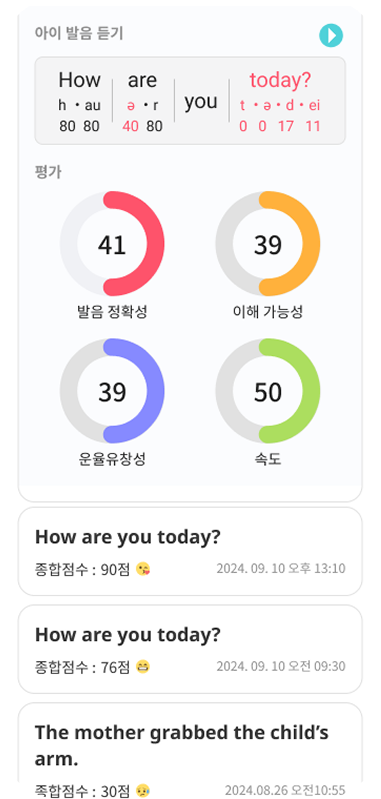 아이 발음 듣기
How are you today?
h • au ə • r t • ə • d • ei
80 80 40 80 0 0 17 11
평가
41 39
발음 정확성 이해 가능성
39 50
운율유창성 속도
How are you today?
종합점수 : 90점 😘 2024. 09. 10 오후 13:10
How are you today?
종합점수 : 76점 😁 2024. 09. 10 오전 09:30
The mother grabbed the child’s
arm.
종합점수 : 30점 😥 2024.08.26 오전10:55